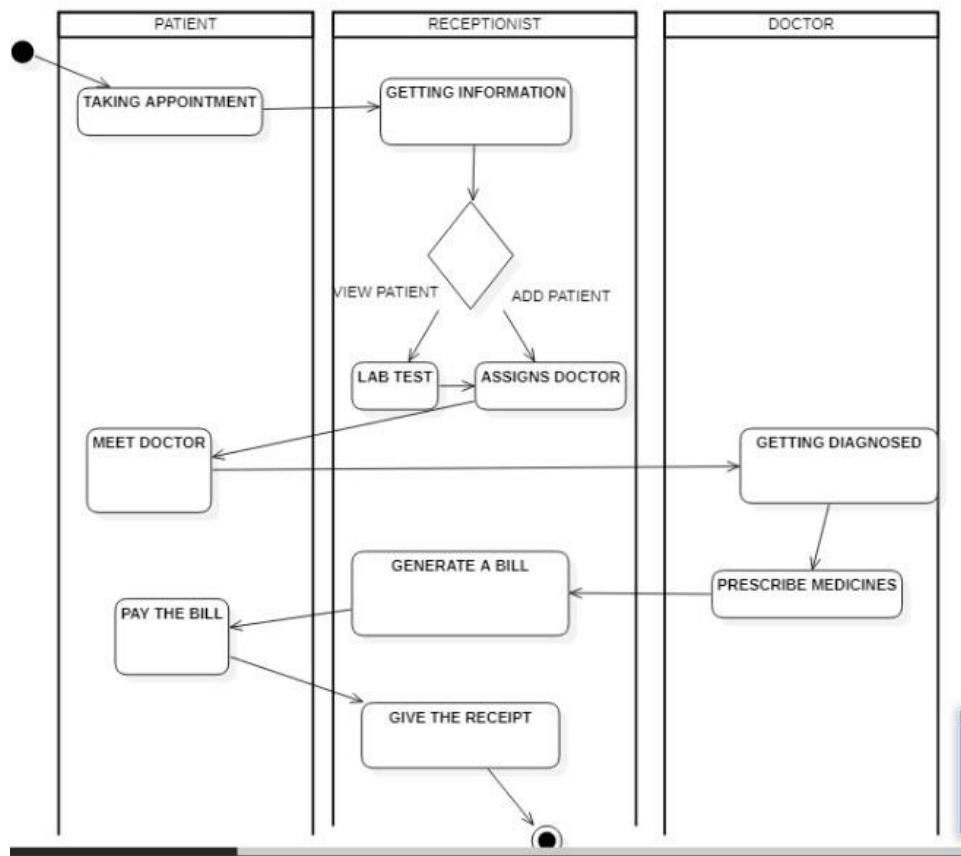 PATIENT
RECEPTIONIST
DOCTOR
TAKING APPOINTMENT
GETTING INFORMATION
VIEW PATIENT
ADD PATIENT
LAB TEST
ASSIGNS DOCTOR
MEET DOCTOR
GETTING DIAGNOSED
GENERATE A BILL
PRESCRIBE MEDICINES
PAY THE BILL
GIVE THE RECEIPT